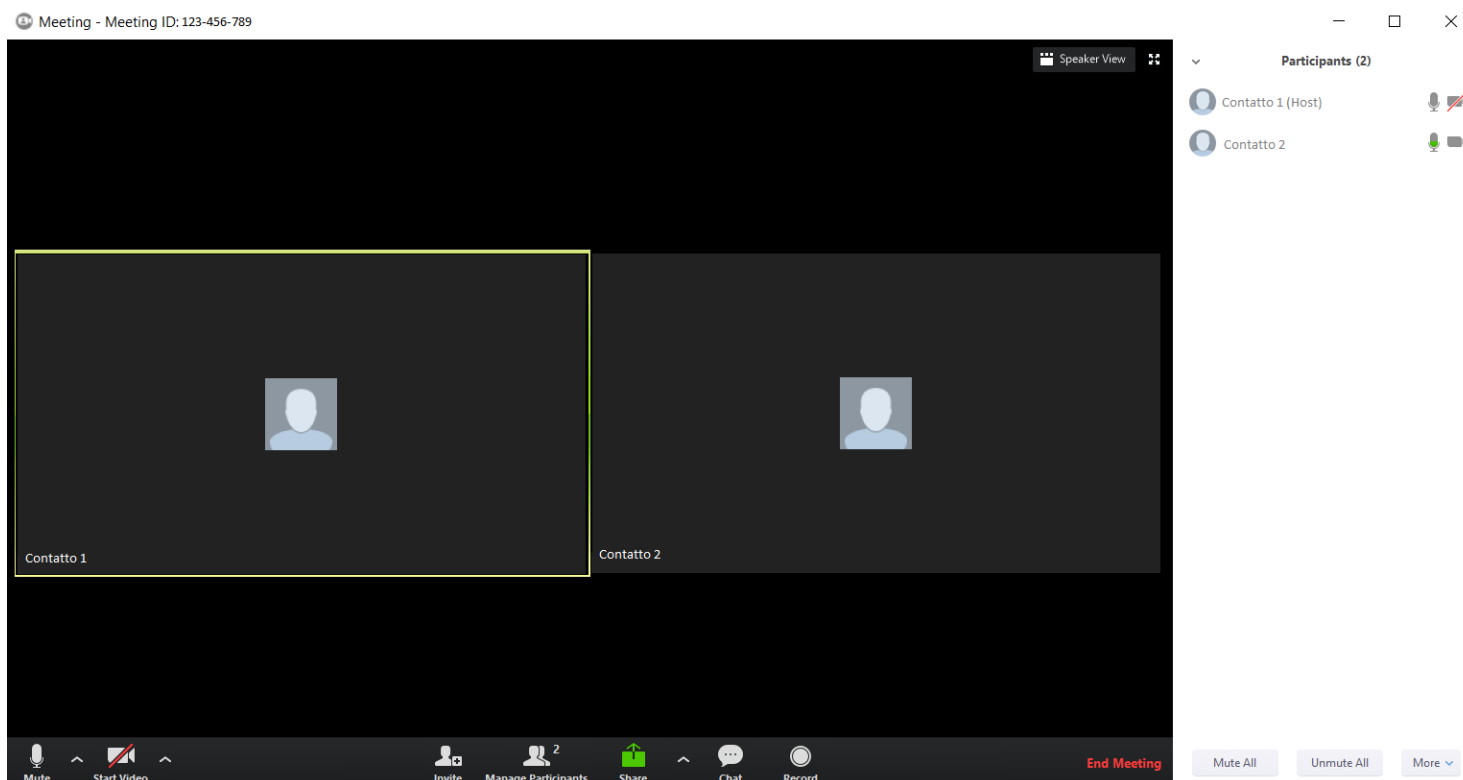 Meeting - Meeting ID: 123-456-789
Speaker View
Participants (2)
Contatto 1 (Host)
Contatto 2
Contatto 1
Contatto 2
Mute
Start Video
Invite
2
Manage Participants
Share
Chat
Record
End Meeting
Mute All
Unmute All
More